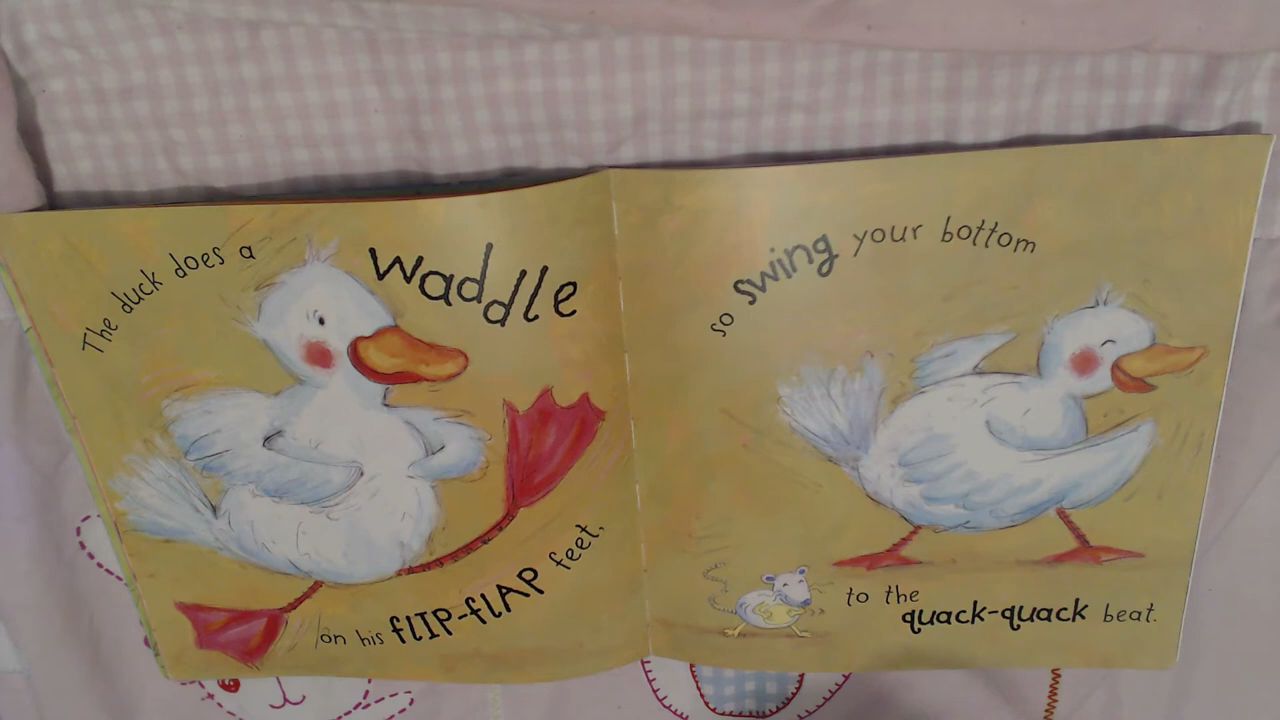 The duck does a waddle
on his flIP-flAP feet,
so swing your bottom
to the quack-quack beat.